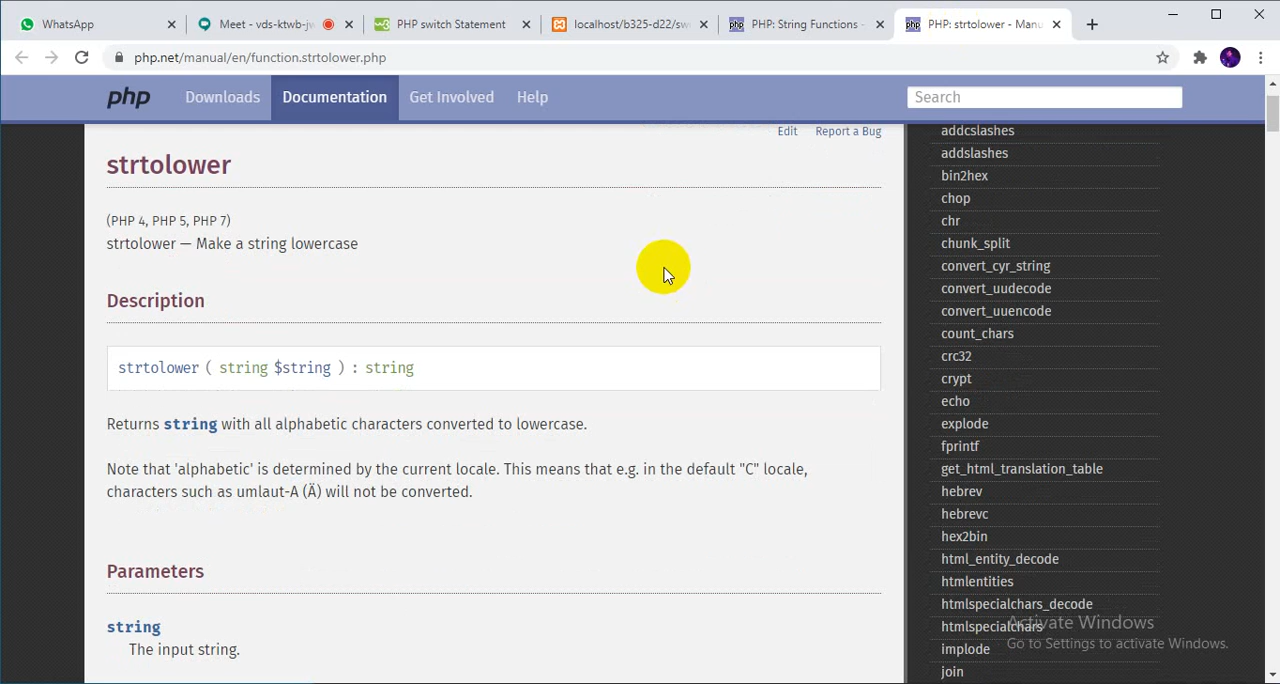 WhatsApp
Meet - vds-ktwb-jw
PHP switch Statement
localhost/b325-d22/sw
PHP: String Functions -
PHP: strtolower - Manu
php.net/manual/en/function.strtolower.php
php
Downloads
Documentation
Get Involved
Help
Search
Edit
Report a Bug
strtolower
(PHP 4, PHP 5, PHP 7)
strtolower — Make a string lowercase
Description
strtolower ( string $string ) : string
Returns string with all alphabetic characters converted to lowercase.
Note that 'alphabetic' is determined by the current locale. This means that e.g. in the default "C" locale,
characters such as umlaut-A (Ä) will not be converted.
Parameters
string
The input string.
addcslashes
addslashes
bin2hex
chop
chr
chunk_split
convert_cyr_string
convert_uudecode
convert_uuencode
count_chars
crc32
crypt
echo
explode
fprintf
get_html_translation_table
hebrev
hebrevc
hex2bin
html_entity_decode
htmlentities
htmlspecialchars_decode
htmlspecialchars
implode
join
Activate Windows
Go to Settings to activate Windows.